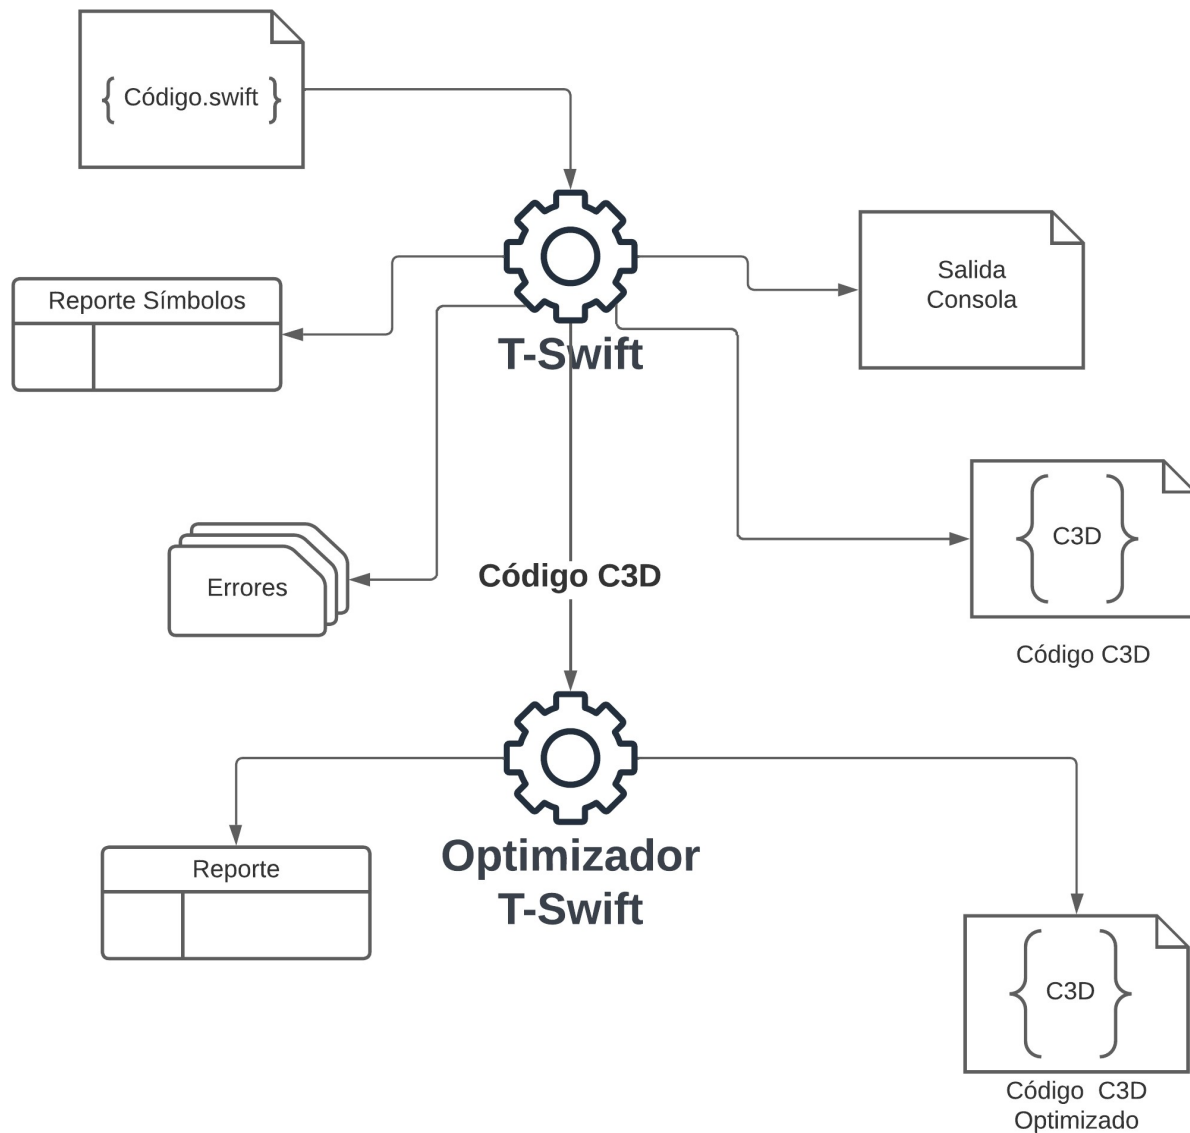 { Código.swift }
Reporte Símbolos
Salida
Consola
T-Swift
C3D
Errores
Código C3D
Código C3D
Reporte
Optimizador
T-Swift
C3D
Código C3D
Optimizado